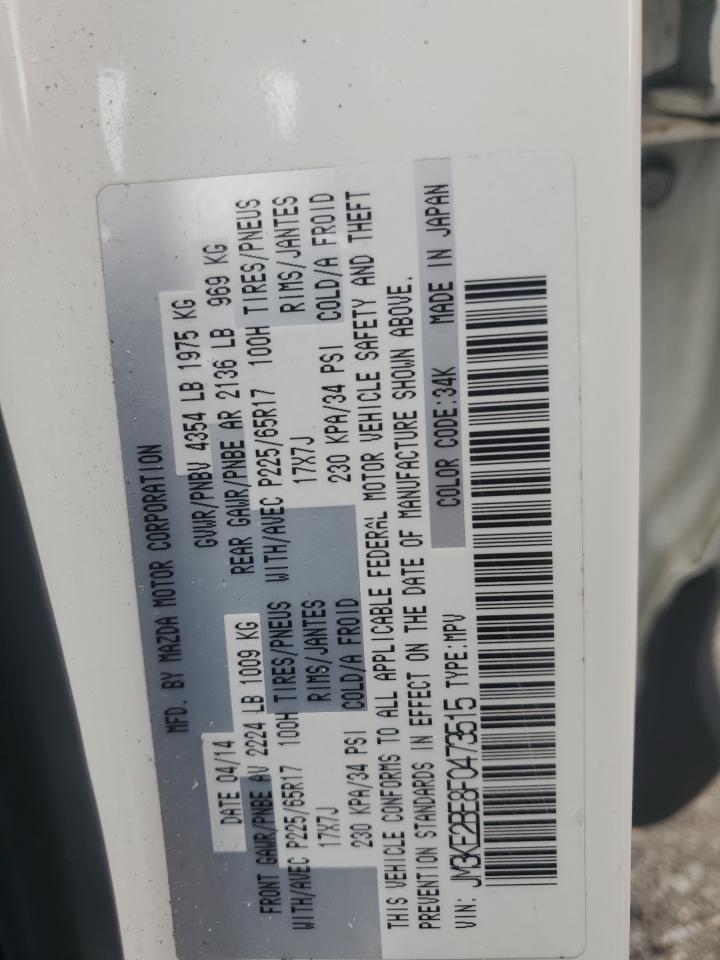 MFD. BY MAZDA MOTOR CORPORATION
DATE 04/14 GVWR/PNBV 4354 LB 1975 KG
FRONT GAWR/PNBE AV 2224 LB 1009 KG REAR GAWR/PNBE AR 2136 LB 969 KG
WITH/AVEC P225/65R17 100H TIRES/PNEUS WITH/AVEC P225/65R17 100H TIRES/PNEUS
17X7J RIMS/JANTES 17X7J RIMS/JANTES
230 KPA/34 PSI COLD/A FROID 230 KPA/34 PSI COLD/A FROID
THIS VEHICLE CONFORMS TO ALL APPLICABLE FEDERAL MOTOR VEHICLE SAFETY AND THEFT
PREVENTION STANDARDS IN EFFECT ON THE DATE OF MANUFACTURE SHOWN ABOVE.
COLOR CODE:34K MADE IN JAPAN
VIN: JM3KE2BE8F0473515 TYPE:MPV